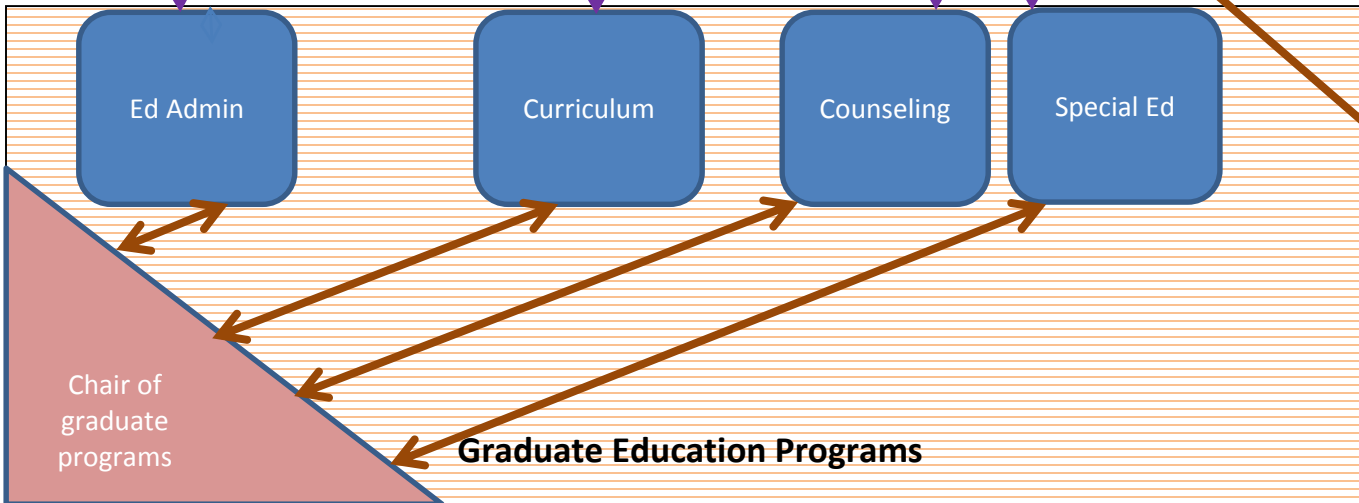 Ed Admin
Curriculum
Counseling
Special Ed
Chair of
graduate
programs
Graduate Education Programs